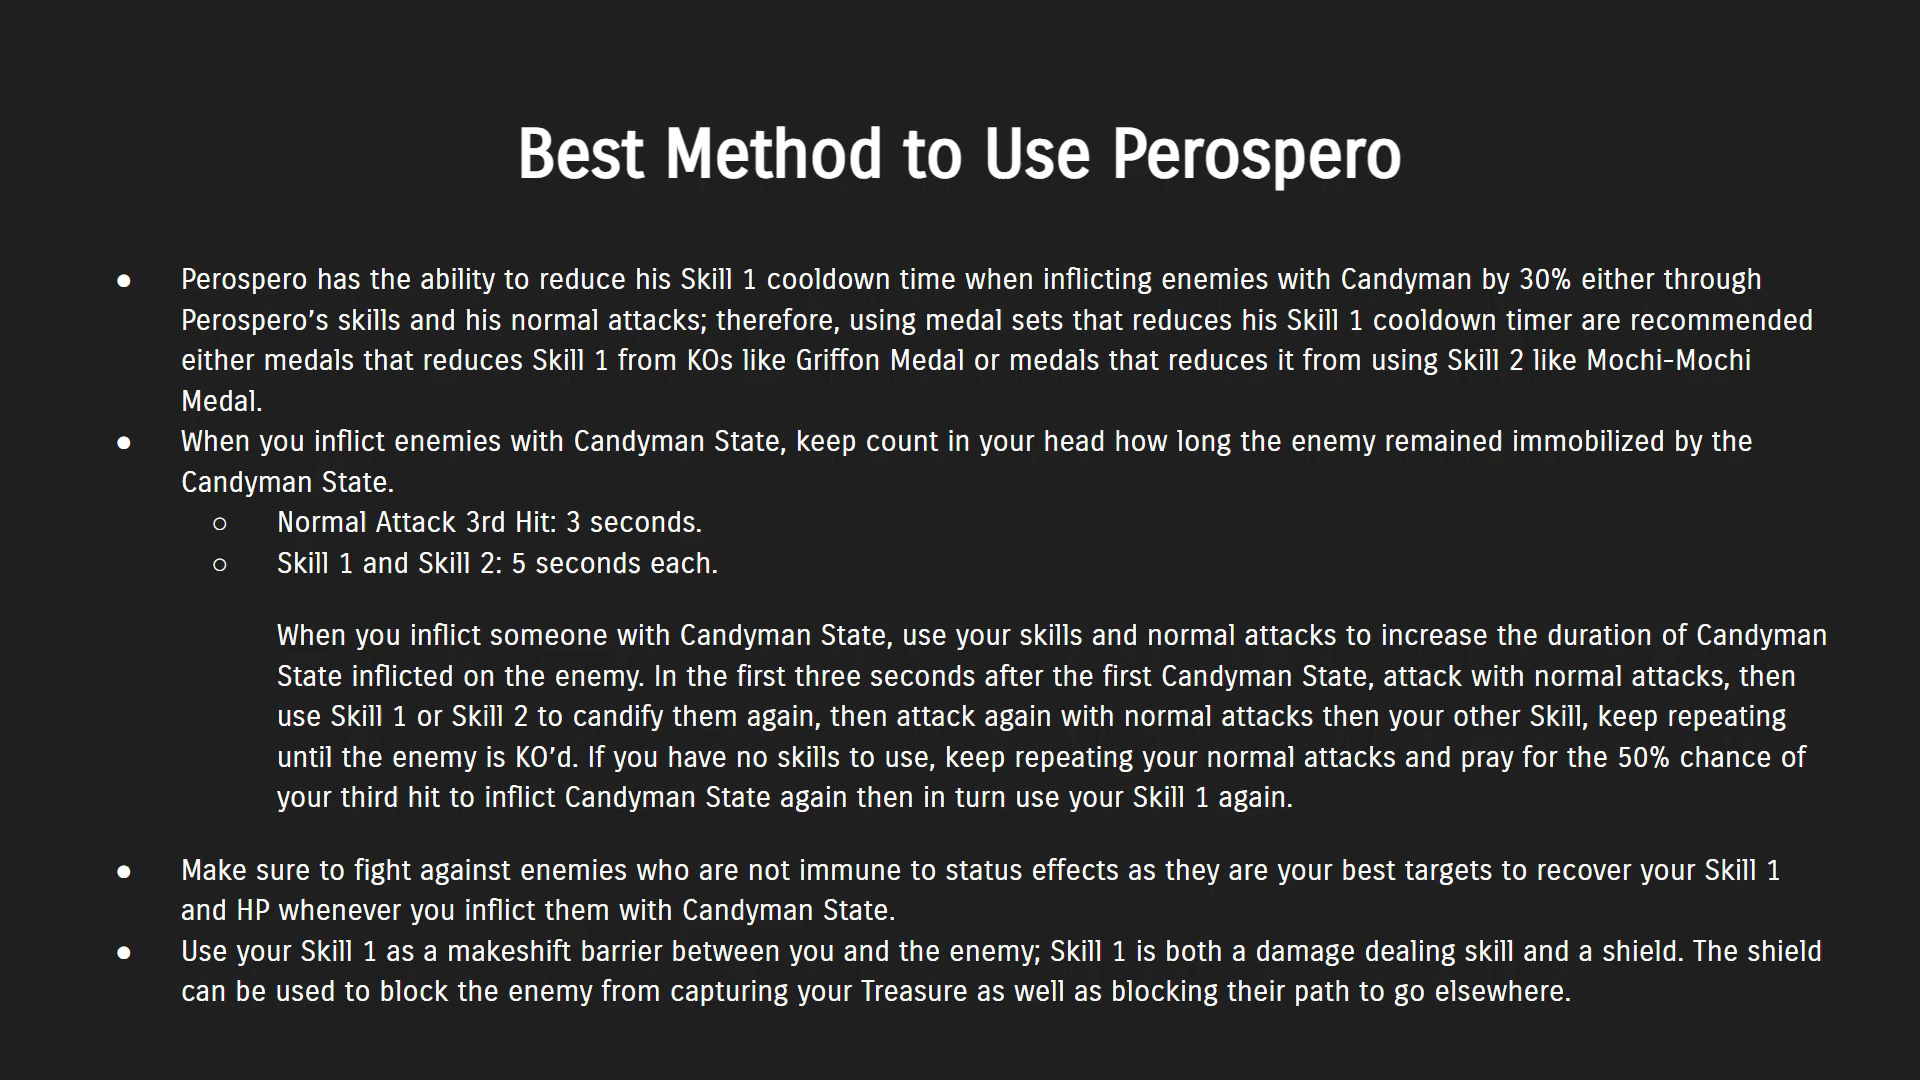 Best Method to Use Perospero
● Perospero has the ability to reduce his Skill 1 cooldown time when inflicting enemies with Candyman by 30% either through
Perospero’s skills and his normal attacks; therefore, using medal sets that reduces his Skill 1 cooldown timer are recommended
either medals that reduces Skill 1 from KOs like Griffon Medal or medals that reduces it from using Skill 2 like Mochi-Mochi
Medal.
● When you inflict enemies with Candyman State, keep count in your head how long the enemy remained immobilized by the
Candyman State.
○ Normal Attack 3rd Hit: 3 seconds.
○ Skill 1 and Skill 2: 5 seconds each.
When you inflict someone with Candyman State, use your skills and normal attacks to increase the duration of Candyman
State inflicted on the enemy. In the first three seconds after the first Candyman State, attack with normal attacks, then
use Skill 1 or Skill 2 to candify them again, then attack again with normal attacks then your other Skill, keep repeating
until the enemy is KO’d. If you have no skills to use, keep repeating your normal attacks and pray for the 50% chance of
your third hit to inflict Candyman State again then in turn use your Skill 1 again.
● Make sure to fight against enemies who are not immune to status effects as they are your best targets to recover your Skill 1
and HP whenever you inflict them with Candyman State.
● Use your Skill 1 as a makeshift barrier between you and the enemy; Skill 1 is both a damage dealing skill and a shield. The shield
can be used to block the enemy from capturing your Treasure as well as blocking their path to go elsewhere.